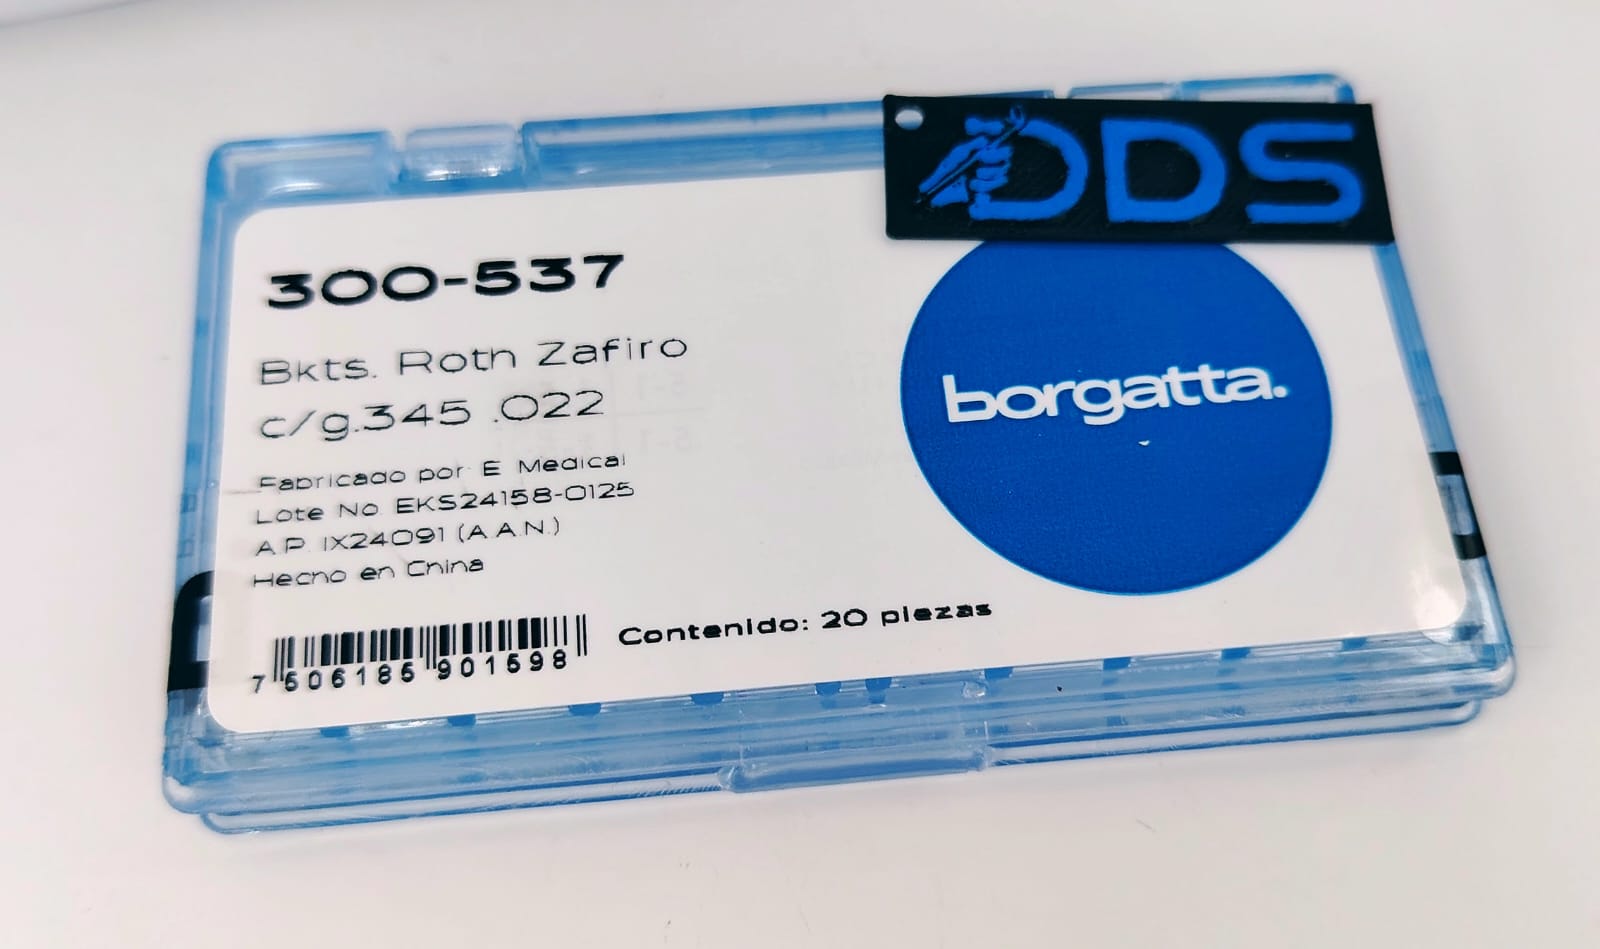 DDS
300-537
Bkts. Roth Zafiro
c/g.345 .022
Fabricado por E Medical
Lote No. EKS24158-0125
A.P. IX24091 (A.A.N.)
Hecho en China
7 506185 901598
Contenido: 20 piezas
borgatta.